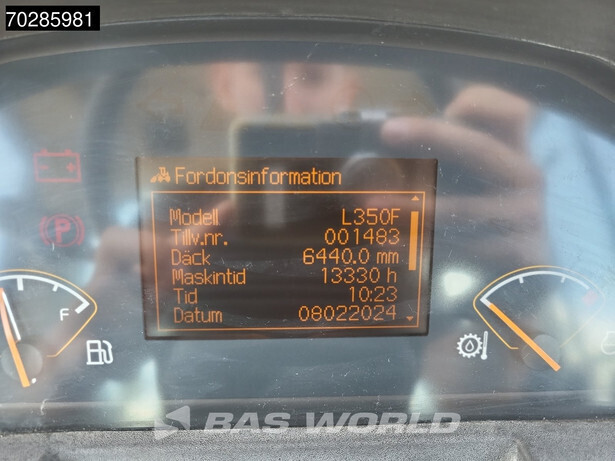 70285981
Fordonsinformation
Modell L350F
Tillv.nr. 001483
Däck 6440.0 mm
Maskintid 13330 h
Tid 10:23
Datum 08022024
F
P
BAS WORLD